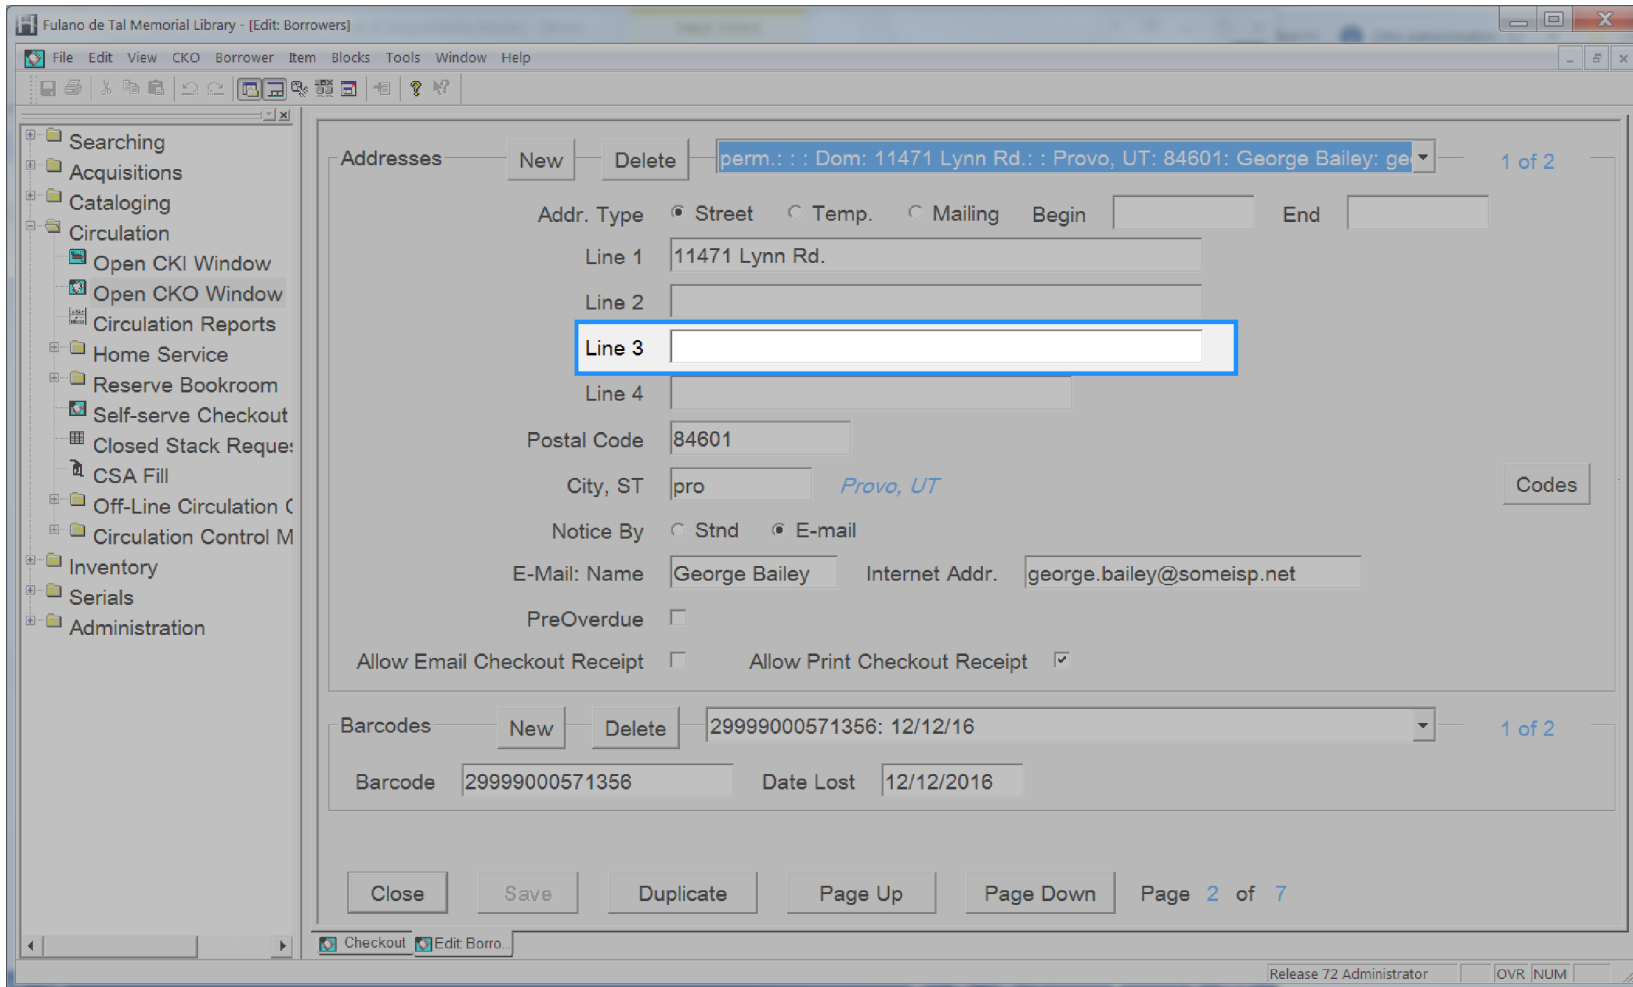 Fulano de Tal Memorial Library - [Edit: Borrowers]
File Edit View CKO Borrower Item Blocks Tools Window Help
Searching
Acquisitions
Cataloging
Circulation
Open CKI Window
Open CKO Window
Circulation Reports
Home Service
Reserve Bookroom
Self-serve Checkout
Closed Stack Reques
CSA Fill
Off-Line Circulation C
Circulation Control M
Inventory
Serials
Administration
Addresses New Delete perm.: : : Dom: 11471 Lynn Rd.: : Provo, UT: 84601: George Bailey: ge 1 of 2
Addr. Type Street Temp. Mailing Begin End
Line 1 11471 Lynn Rd.
Line 2
Line 3
Line 4
Postal Code 84601
City, ST pro Provo, UT Codes
Notice By Stnd E-mail
E-Mail: Name George Bailey Internet Addr. george.bailey@someisp.net
PreOverdue
Allow Email Checkout Receipt Allow Print Checkout Receipt
Barcodes New Delete 29999000571356: 12/12/16 1 of 2
Barcode 29999000571356 Date Lost 12/12/2016
Close Save Duplicate Page Up Page Down Page 2 of 7
Checkout Edit: Borro...
Release 72 Administrator OVR NUM